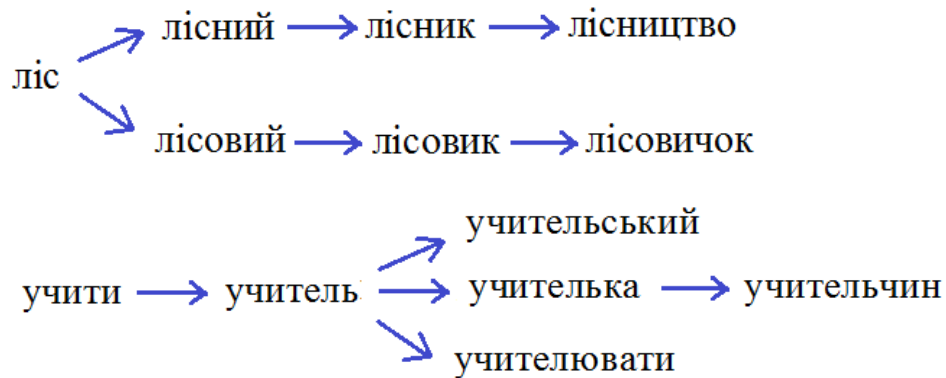 лісний лісник лісництво
ліс
лісовий лісовик лісовичок
учительський
учити учитель учителька учительчин
учителювати